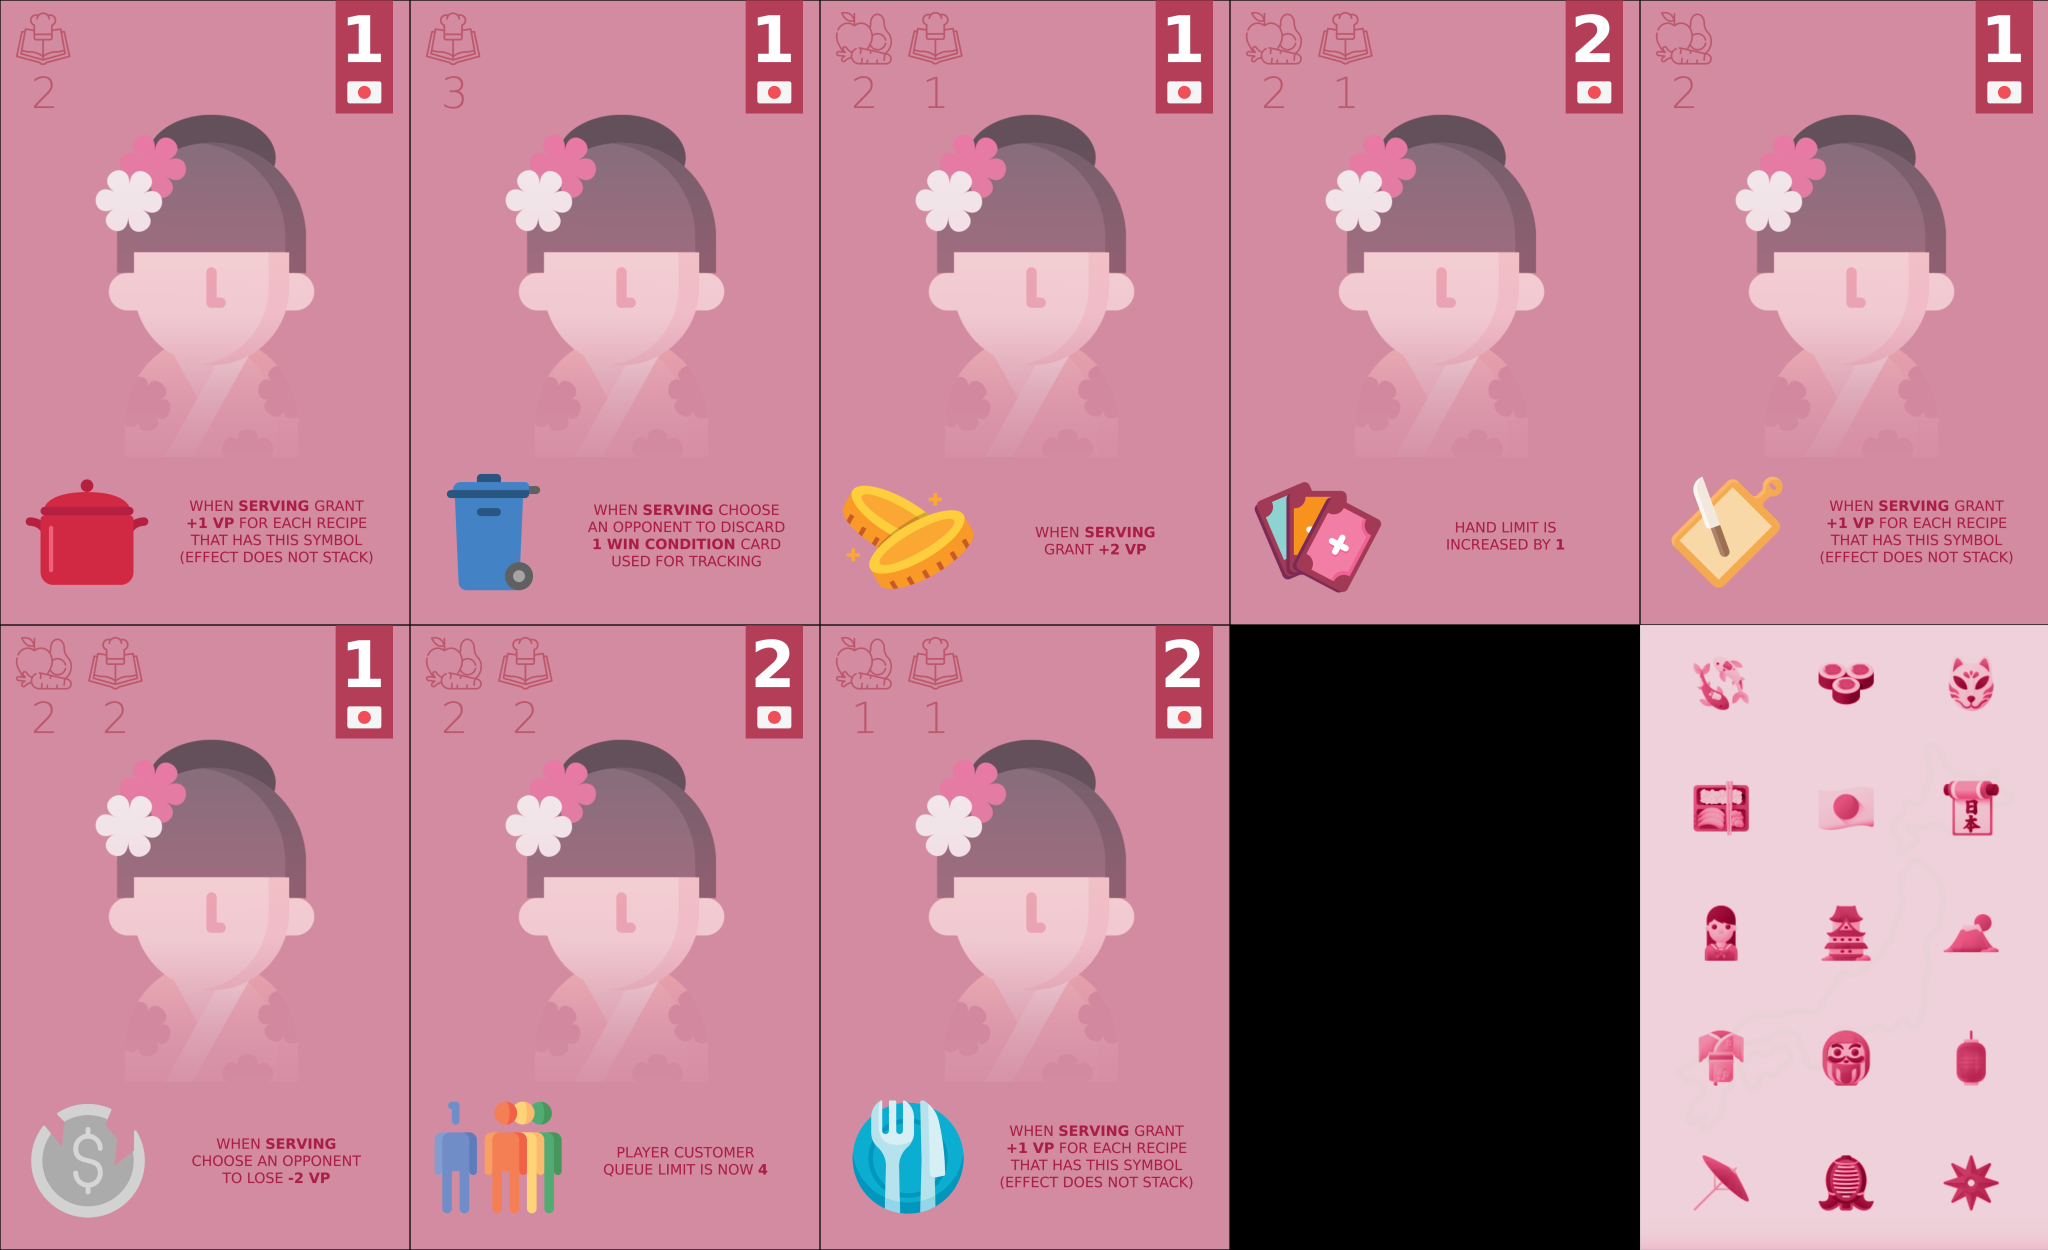 2
1
WHEN SERVING GRANT
+1 VP FOR EACH RECIPE
THAT HAS THIS SYMBOL
(EFFECT DOES NOT STACK)
3
1
WHEN SERVING CHOOSE
AN OPPONENT TO DISCARD
1 WIN CONDITION CARD
USED FOR TRACKING
2 1
1
WHEN SERVING
GRANT +2 VP
2 1
2
HAND LIMIT IS
INCREASED BY 1
2
1
WHEN SERVING GRANT
+1 VP FOR EACH RECIPE
THAT HAS THIS SYMBOL
(EFFECT DOES NOT STACK)
2 2
1
$
WHEN SERVING
CHOOSE AN OPPONENT
TO LOSE -2 VP
2 2
2
PLAYER CUSTOMER
QUEUE LIMIT IS NOW 4
1 1
2
WHEN SERVING GRANT
+1 VP FOR EACH RECIPE
THAT HAS THIS SYMBOL
(EFFECT DOES NOT STACK)
日
本